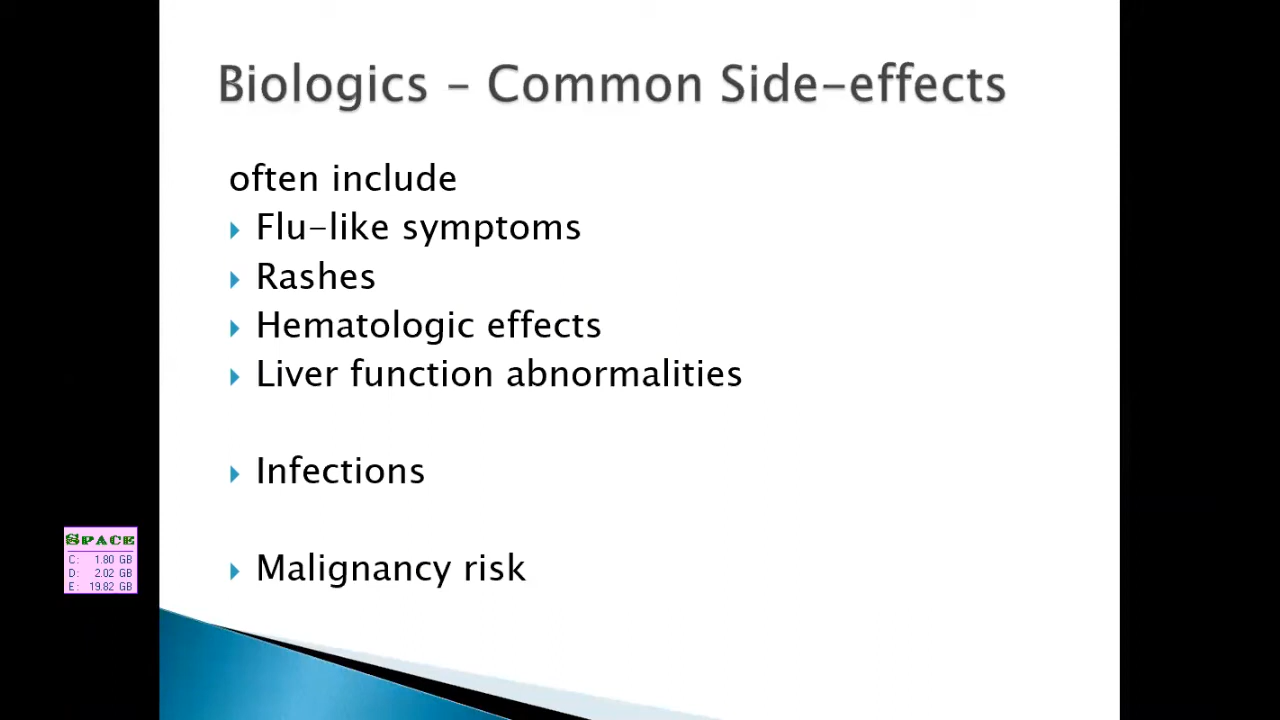 Biologics – Common Side-effects
often include
Flu-like symptoms
Rashes
Hematologic effects
Liver function abnormalities
Infections
SPACE
C: 1.80 GB
D: 2.02 GB
E: 19.82 GB
Malignancy risk